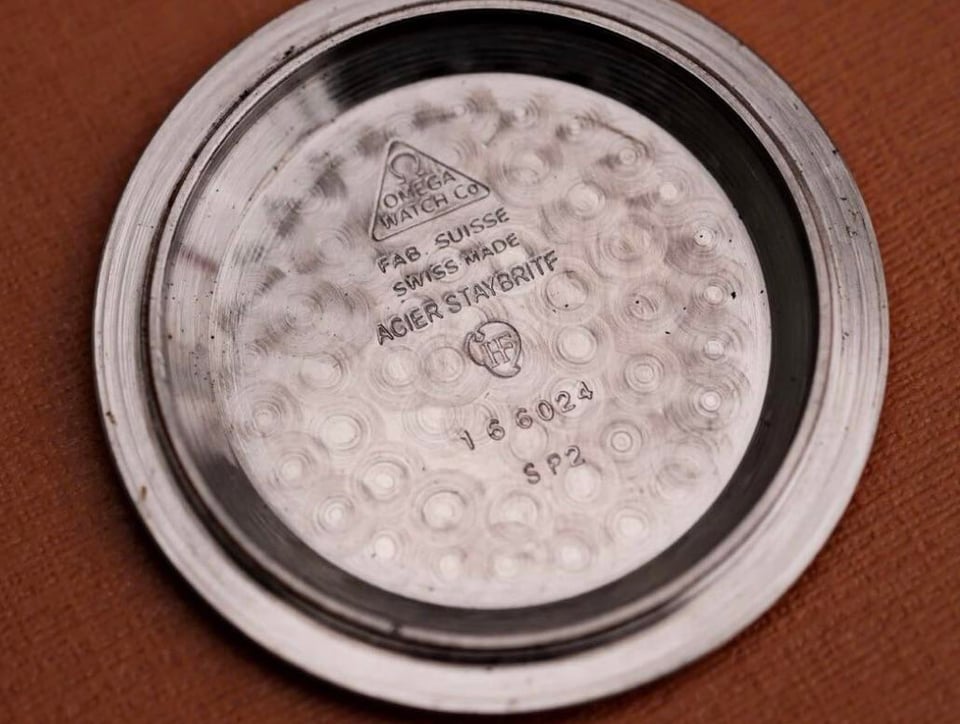 Ω
OMEGA
WATCH Co
FAB. SUISSE
SWISS MADE
ACIER STAYBRITE
HF
166024
SP2